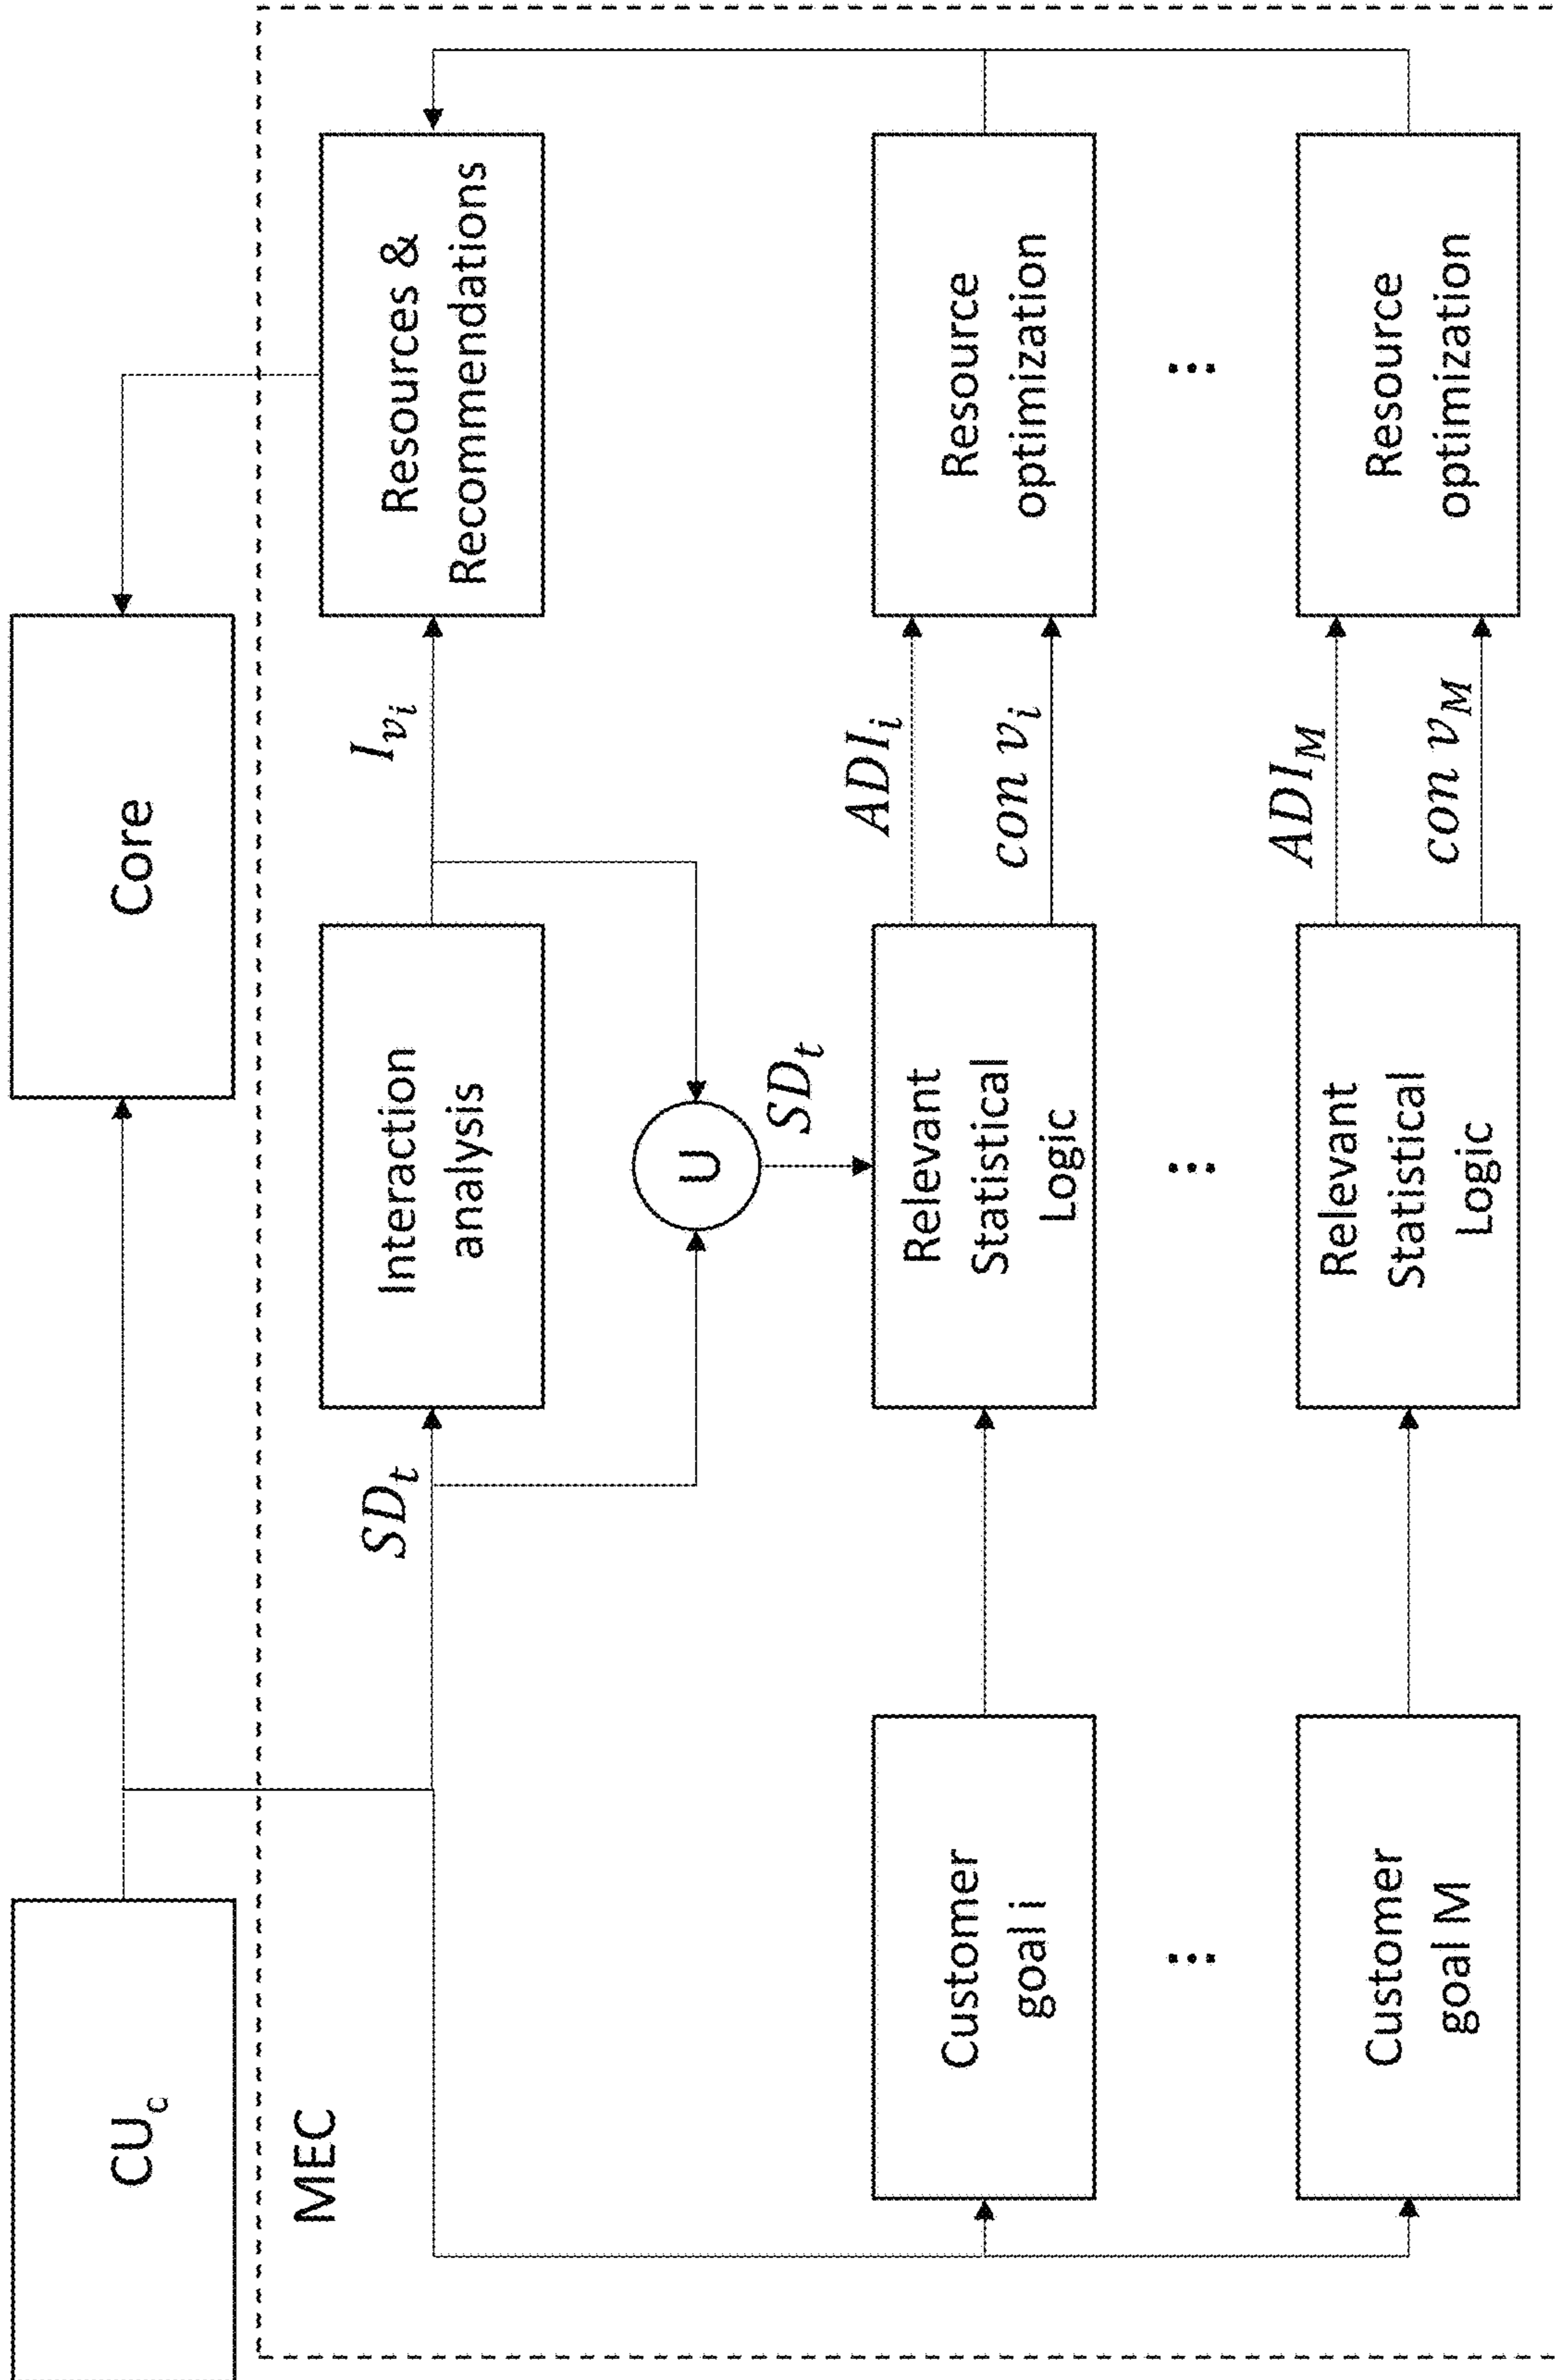 CU_c
Core
MEC
SD_t
Interaction
analysis
I_{v_i}
Resources &
Recommendations
U
SD_t
Customer
goal i
Relevant
Statistical
Logic
ADI_i
con v_i
Resource
optimization
...
...
...
Customer
goal M
Relevant
Statistical
Logic
ADI_M
con v_M
Resource
optimization